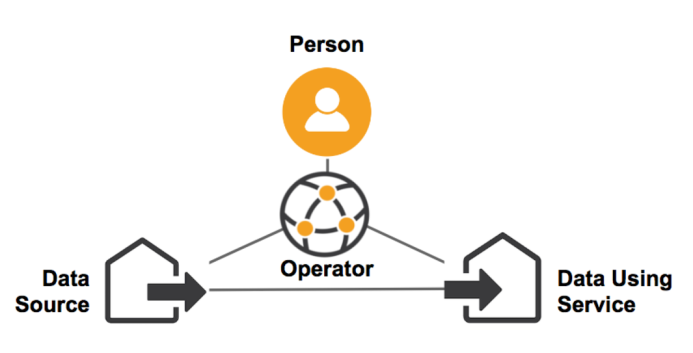 Person
Operator
Data
Source
Data Using
Service